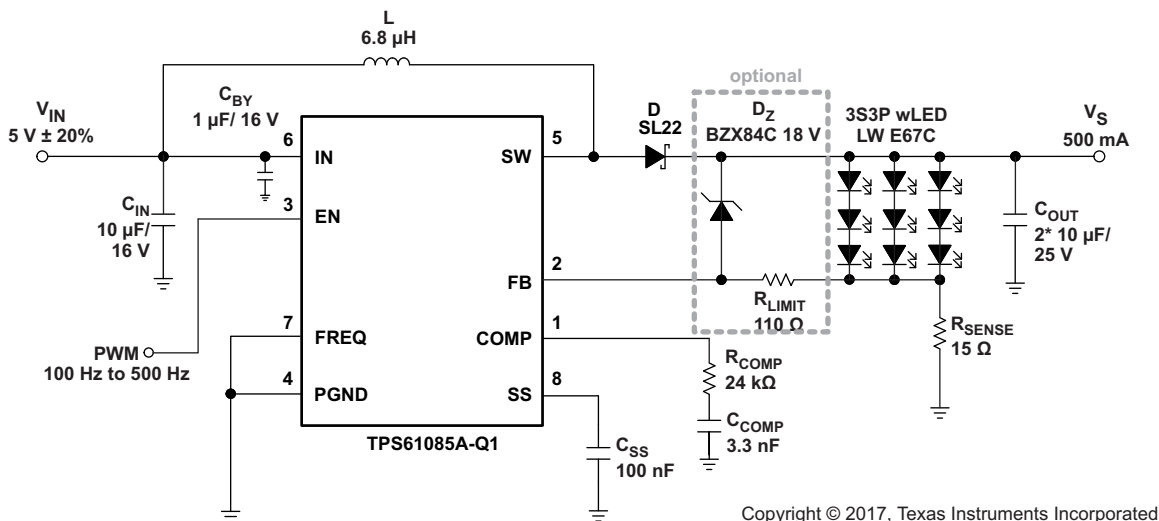 L
6.8 µH
optional
C_BY
1 µF/ 16 V
V_IN
5 V ± 20%
D
SL22
D_Z
BZX84C 18 V
3S3P wLED
LW E67C
V_S
500 mA
6
IN
5
SW
C_IN
10 µF/
16 V
3
EN
C_OUT
2* 10 µF/
25 V
2
FB
R_LIMIT
110 Ω
7
FREQ
1
COMP
R_SENSE
15 Ω
PWM
100 Hz to 500 Hz
R_COMP
24 kΩ
4
PGND
8
SS
C_COMP
3.3 nF
TPS61085A-Q1
C_SS
100 nF
Copyright © 2017, Texas Instruments Incorporated